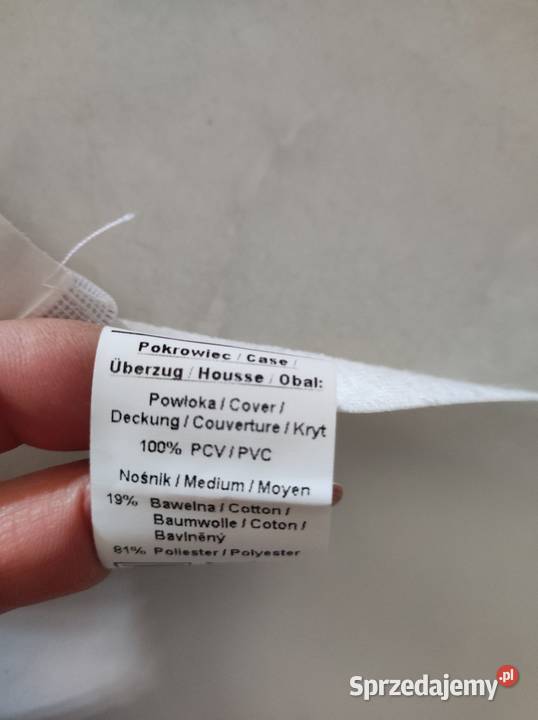 Pokrowiec / Case /
Überzug / Housse / Obal:
Powłoka / Cover /
Deckung / Couverture / Kryt
100% PCV / PVC
Nośnik / Medium / Moyen
19% Bawełna / Cotton /
Baumwolle / Coton /
Bavlněný
81% Poliester / Polyester
Sprzedajemy.pl